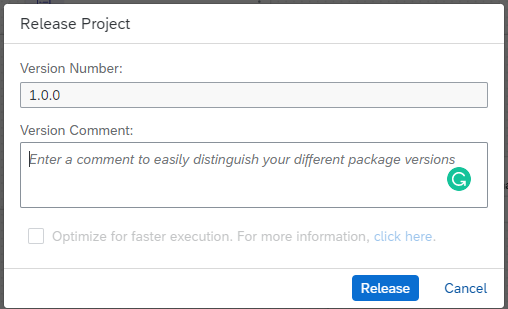 Release Project
Version Number:
1.0.0
Version Comment:
Enter a comment to easily distinguish your different package versions
Optimize for faster execution. For more information, click here.
Release
Cancel